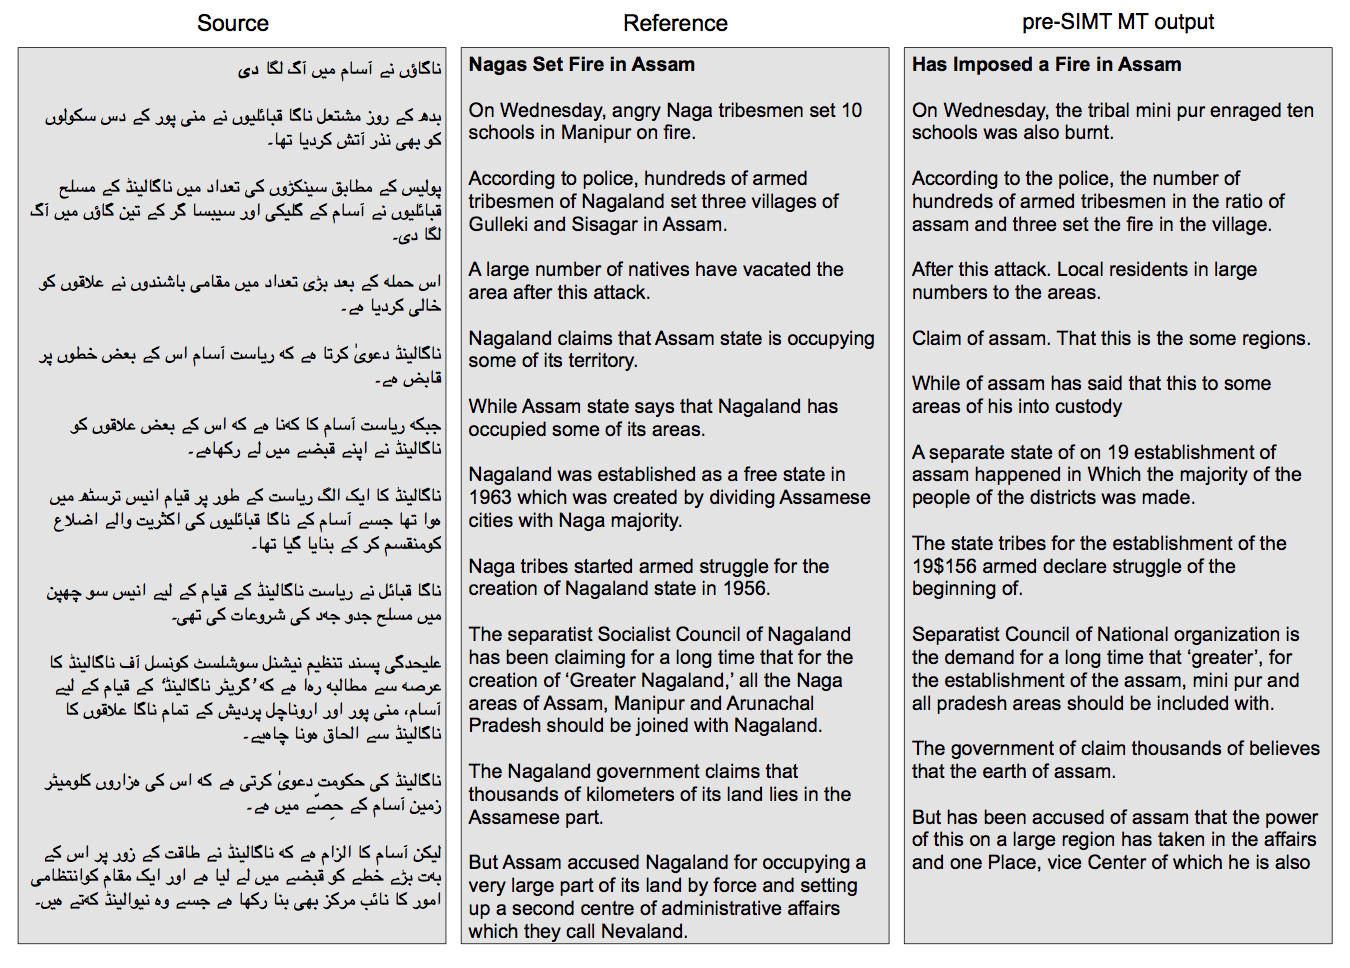 Source
ناگاؤں نے آسام میں آگ لگا دی
بدھ کے روز مشتعل ناگا قبائلیوں نے منی پور کے دس سکولوں
کو بھی نذر آتش کردیا تھا۔
پولیس کے مطابق سینکڑوں کی تعداد میں ناگالینڈ کے مسلح
قبائلیوں نے آسام کے گلیکی اور سیبسا گر کے تین گاؤں میں آگ
لگا دی۔
اس حملہ کے بعد بڑی تعداد میں مقامی باشندوں نے علاقوں کو
خالی کردیا ہے۔
ناگالینڈ دعویٰ کرتا ہے کہ ریاست آسام اس کے بعض خطوں پر
قابض ہے۔
جبکہ ریاست آسام کا کہنا ہے کہ اس کے بعض علاقوں کو
ناگالینڈ نے اپنے قبضے میں لے رکھاہے۔
ناگالینڈ کا ایک الگ ریاست کے طور پر قیام انیس ترسٹھ میں
ہوا تھا جسے آسام کے ناگا قبائلیوں کی اکثریت والے اضلاع
کومنقسم کر کے بنایا گیا تھا۔
ناگا قبائل نے ریاست ناگالینڈ کے قیام کے لیے انیس سو چھپن
میں مسلح جدو جہد کی شروعات کی تھی۔
علیحدگی پسند تنظیم نیشنل سوشلسٹ کونسل آف ناگالینڈ کا
عرصہ سے مطالبہ رہا ہے کہ ’گریٹر ناگالینڈ‘ کے قیام کے لیے
آسام، منی پور اور اروناچل پردیش کے تمام ناگا علاقوں کا
ناگالینڈ سے الحاق ہونا چاہیے۔
ناگالینڈ کی حکومت دعویٰ کرتی ہے کہ اس کی ہزاروں کلومیٹر
زمین آسام کے حِصّے میں ہے۔
لیکن آسام کا الزام ہے کہ ناگالینڈ نے طاقت کے زور پر اس کے
بہت بڑے خطے کو قبضے میں لے لیا ہے اور ایک مقام کوانتظامی
امور کا نائب مرکز بھی بنا رکھا ہے جسے وہ نیوالینڈ کہتے ہیں۔
Reference
Nagas Set Fire in Assam
On Wednesday, angry Naga tribesmen set 10
schools in Manipur on fire.
According to police, hundreds of armed
tribesmen of Nagaland set three villages of
Gulleki and Sisagar in Assam.
A large number of natives have vacated the
area after this attack.
Nagaland claims that Assam state is occupying
some of its territory.
While Assam state says that Nagaland has
occupied some of its areas.
Nagaland was established as a free state in
1963 which was created by dividing Assamese
cities with Naga majority.
Naga tribes started armed struggle for the
creation of Nagaland state in 1956.
The separatist Socialist Council of Nagaland
has been claiming for a long time that for the
creation of ‘Greater Nagaland,’ all the Naga
areas of Assam, Manipur and Arunachal
Pradesh should be joined with Nagaland.
The Nagaland government claims that
thousands of kilometers of its land lies in the
Assamese part.
But Assam accused Nagaland for occupying a
very large part of its land by force and setting
up a second centre of administrative affairs
which they call Nevaland.
pre-SIMT MT output
Has Imposed a Fire in Assam
On Wednesday, the tribal mini pur enraged ten
schools was also burnt.
According to the police, the number of
hundreds of armed tribesmen in the ratio of
assam and three set the fire in the village.
After this attack. Local residents in large
numbers to the areas.
Claim of assam. That this is the some regions.
While of assam has said that this to some
areas of his into custody
A separate state of on 19 establishment of
assam happened in Which the majority of the
people of the districts was made.
The state tribes for the establishment of the
19$156 armed declare struggle of the
beginning of.
Separatist Council of National organization is
the demand for a long time that ‘greater’, for
the establishment of the assam, mini pur and
all pradesh areas should be included with.
The government of claim thousands of believes
that the earth of assam.
But has been accused of assam that the power
of this on a large region has taken in the affairs
and one Place, vice Center of which he is also